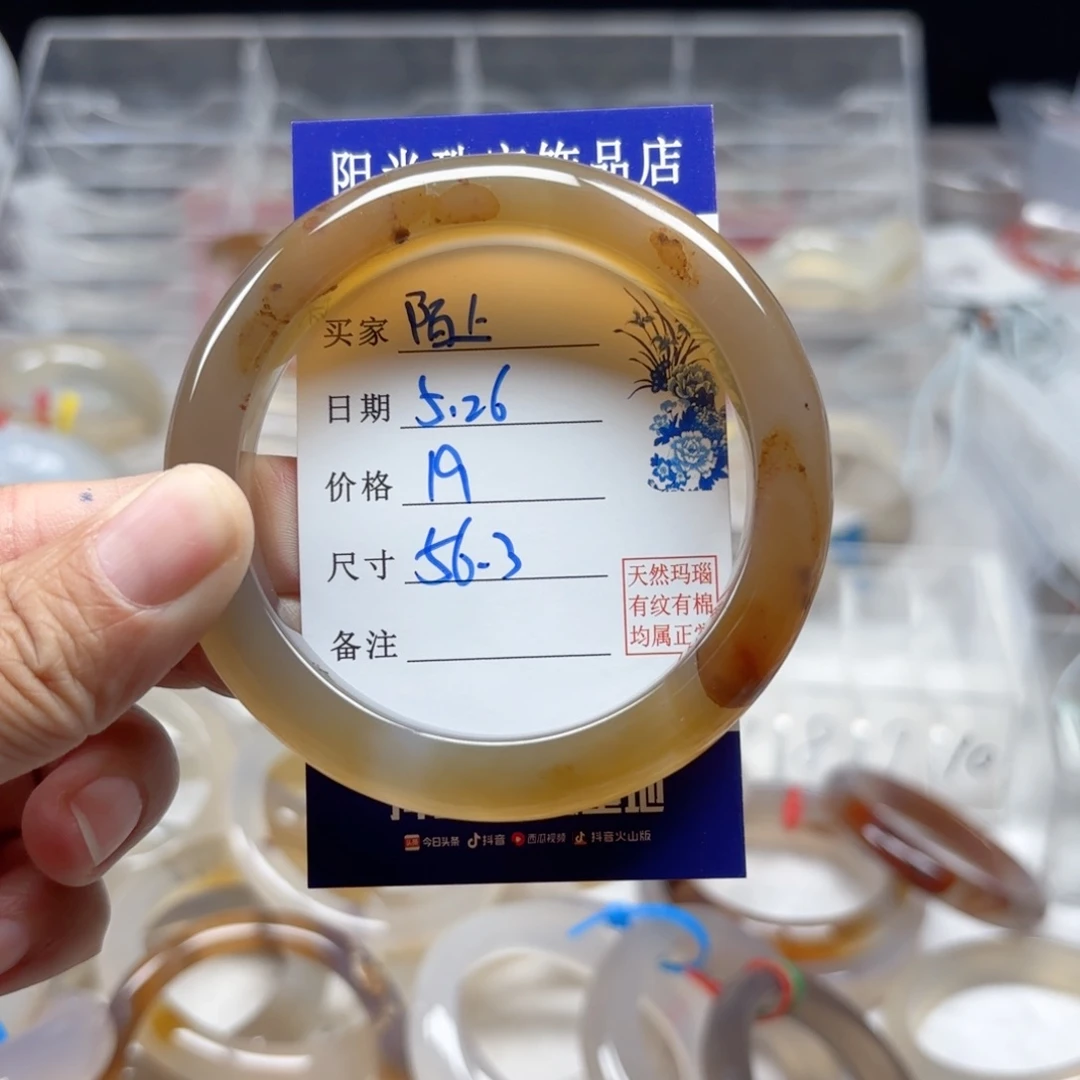 阳光珠宝饰品店
买家 陌上
日期 5.26
价格 19
尺寸 56.3
备注
天然玛瑙
有纹有棉
均属正常
今日头条 抖音 西瓜视频 抖音火山版